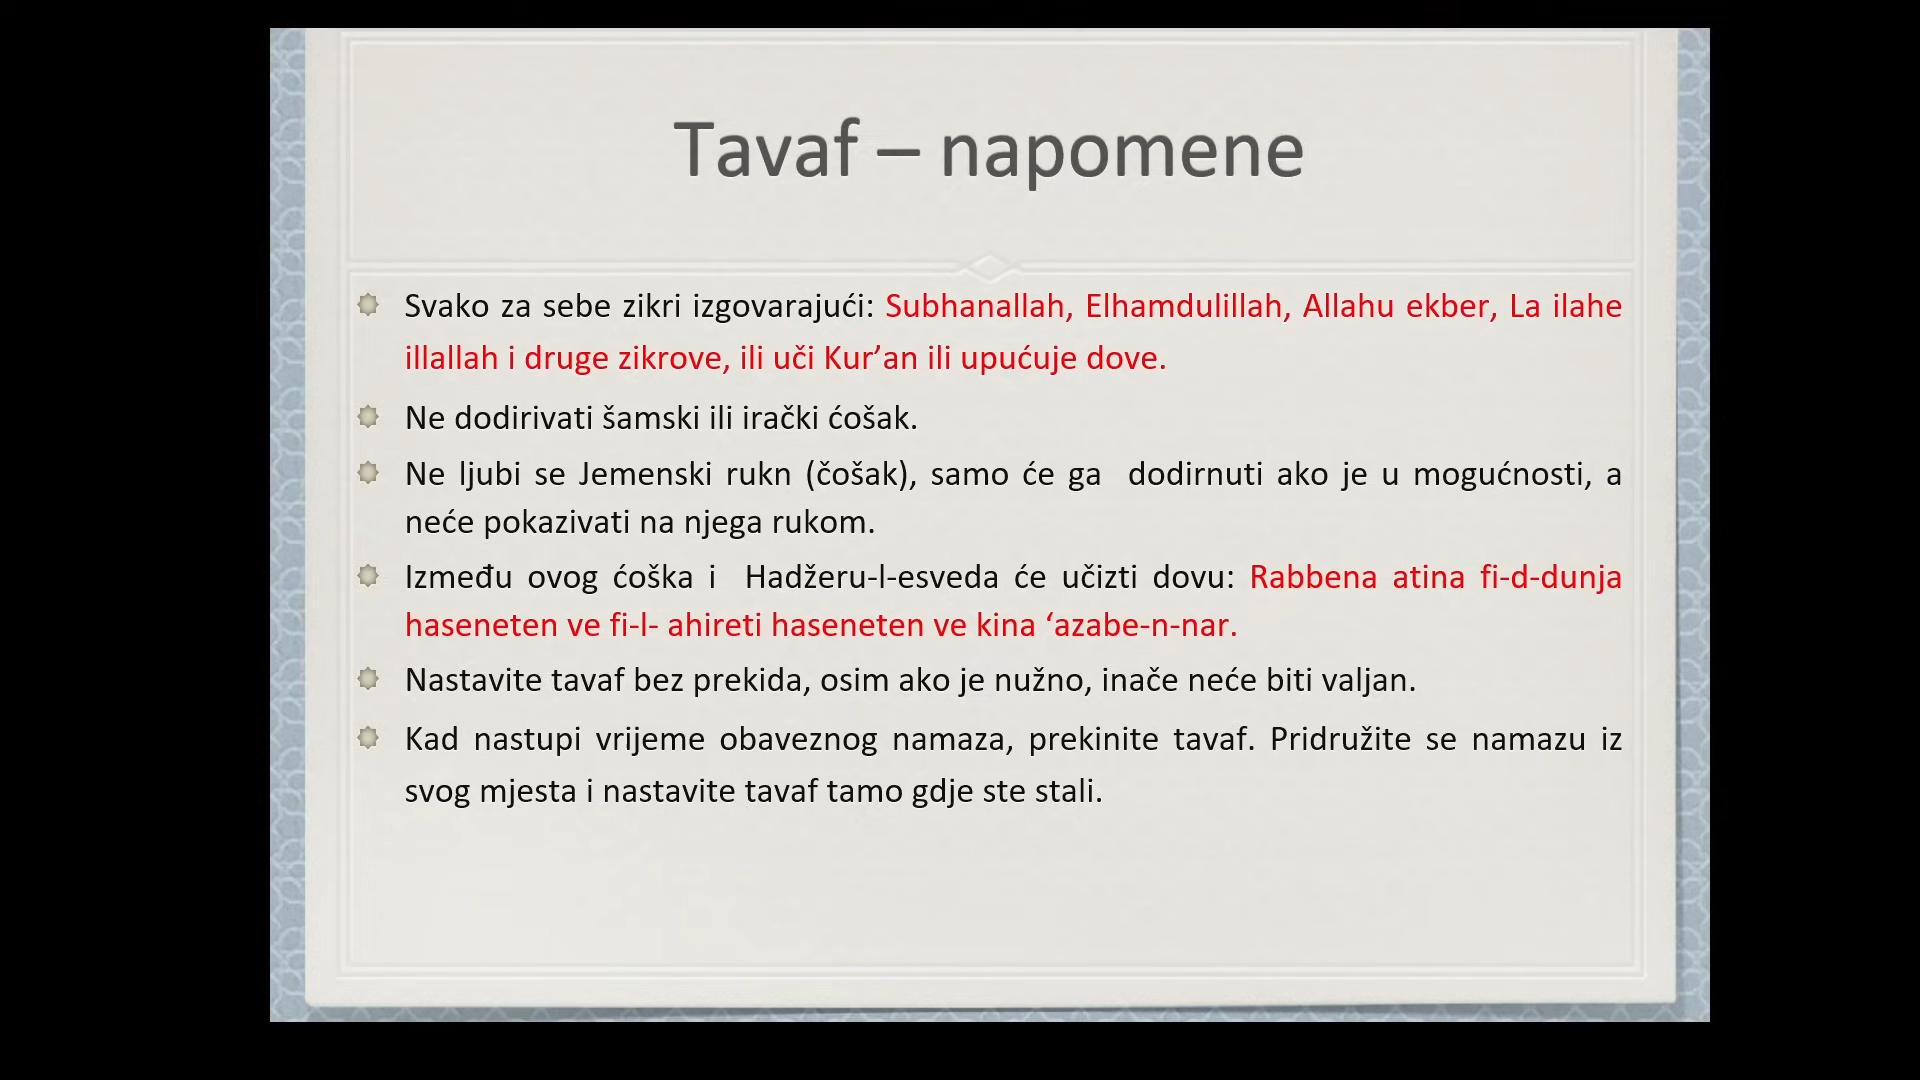 Tavaf – napomene
Svako za sebe zikri izgovarajući: Subhanallah, Elhamdulillah, Allahu ekber, La ilahe
illallah i druge zikrove, ili uči Kur’an ili upućuje dove.
Ne dodirivati šamski ili irački ćošak.
Ne ljubi se Jemenski rukn (čošak), samo će ga dodirnuti ako je u mogućnosti, a
neće pokazivati na njega rukom.
Između ovog ćoška i Hadžeru-l-esveda će učizti dovu: Rabbena atina fi-d-dunja
haseneten ve fi-l- ahireti haseneten ve kina ‘azabe-n-nar.
Nastavite tavaf bez prekida, osim ako je nužno, inače neće biti valjan.
Kad nastupi vrijeme obaveznog namaza, prekinite tavaf. Pridružite se namazu iz
svog mjesta i nastavite tavaf tamo gdje ste stali.